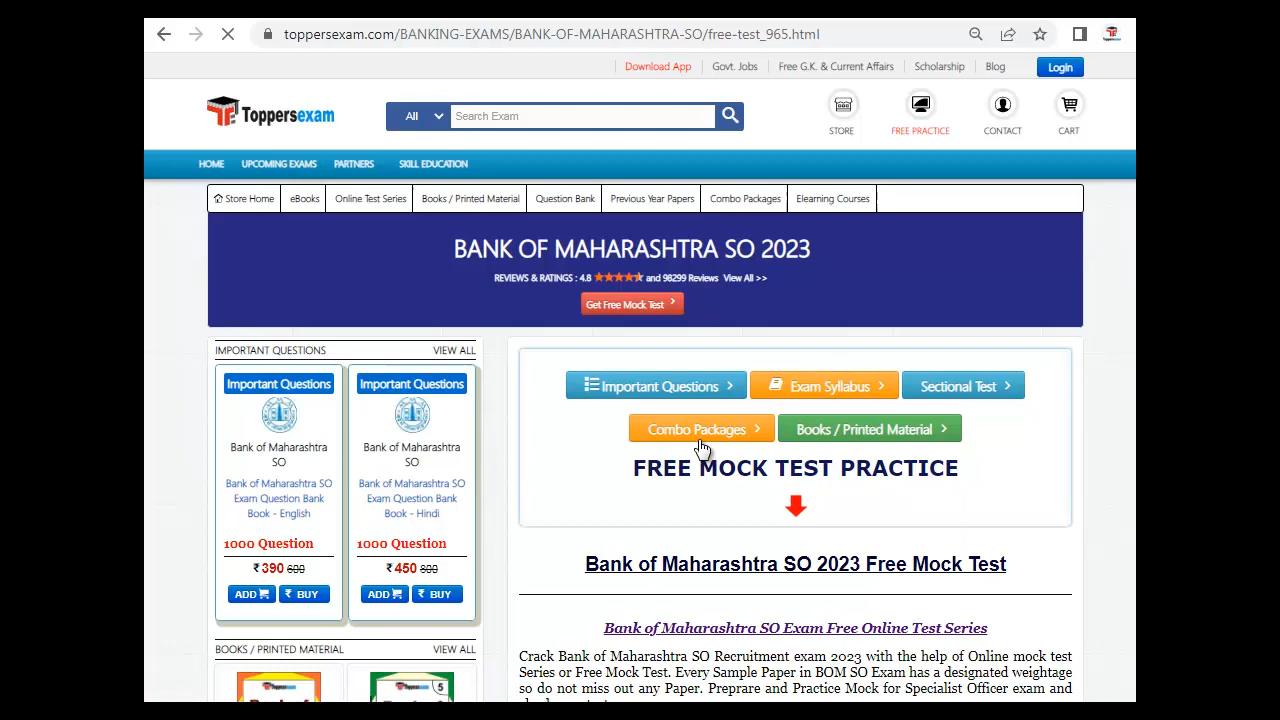 toppersexam.com/BANKING-EXAMS/BANK-OF-MAHARASHTRA-SO/free-test_965.html
Download App Govt. Jobs Free G.K. & Current Affairs Scholarship Blog Login
Toppersexam All Search Exam
STORE FREE PRACTICE CONTACT CART
HOME UPCOMING EXAMS PARTNERS SKILL EDUCATION
Store Home eBooks Online Test Series Books / Printed Material Question Bank Previous Year Papers Combo Packages Elearning Courses
BANK OF MAHARASHTRA SO 2023
REVIEWS & RATINGS : 4.8 and 98299 Reviews View All >>
Get Free Mock Test
IMPORTANT QUESTIONS VIEW ALL
Important Questions
Bank of Maharashtra
SO
Bank of Maharashtra SO
Exam Question Bank
Book - English
1000 Question
₹ 390 600
ADD ₹ BUY
Important Questions
Bank of Maharashtra
SO
Bank of Maharashtra SO
Exam Question Bank
Book - Hindi
1000 Question
₹ 450 800
ADD ₹ BUY
BOOKS / PRINTED MATERIAL VIEW ALL
Toppersexam
Toppersexam 5
Important Questions Exam Syllabus Sectional Test
Combo Packages Books / Printed Material
FREE MOCK TEST PRACTICE
Bank of Maharashtra SO 2023 Free Mock Test
Bank of Maharashtra SO Exam Free Online Test Series
Crack Bank of Maharashtra SO Recruitment exam 2023 with the help of Online mock test
Series or Free Mock Test. Every Sample Paper in BOM SO Exam has a designated weightage
so do not miss out any Paper. Preprare and Practice Mock for Specialist Officer exam and